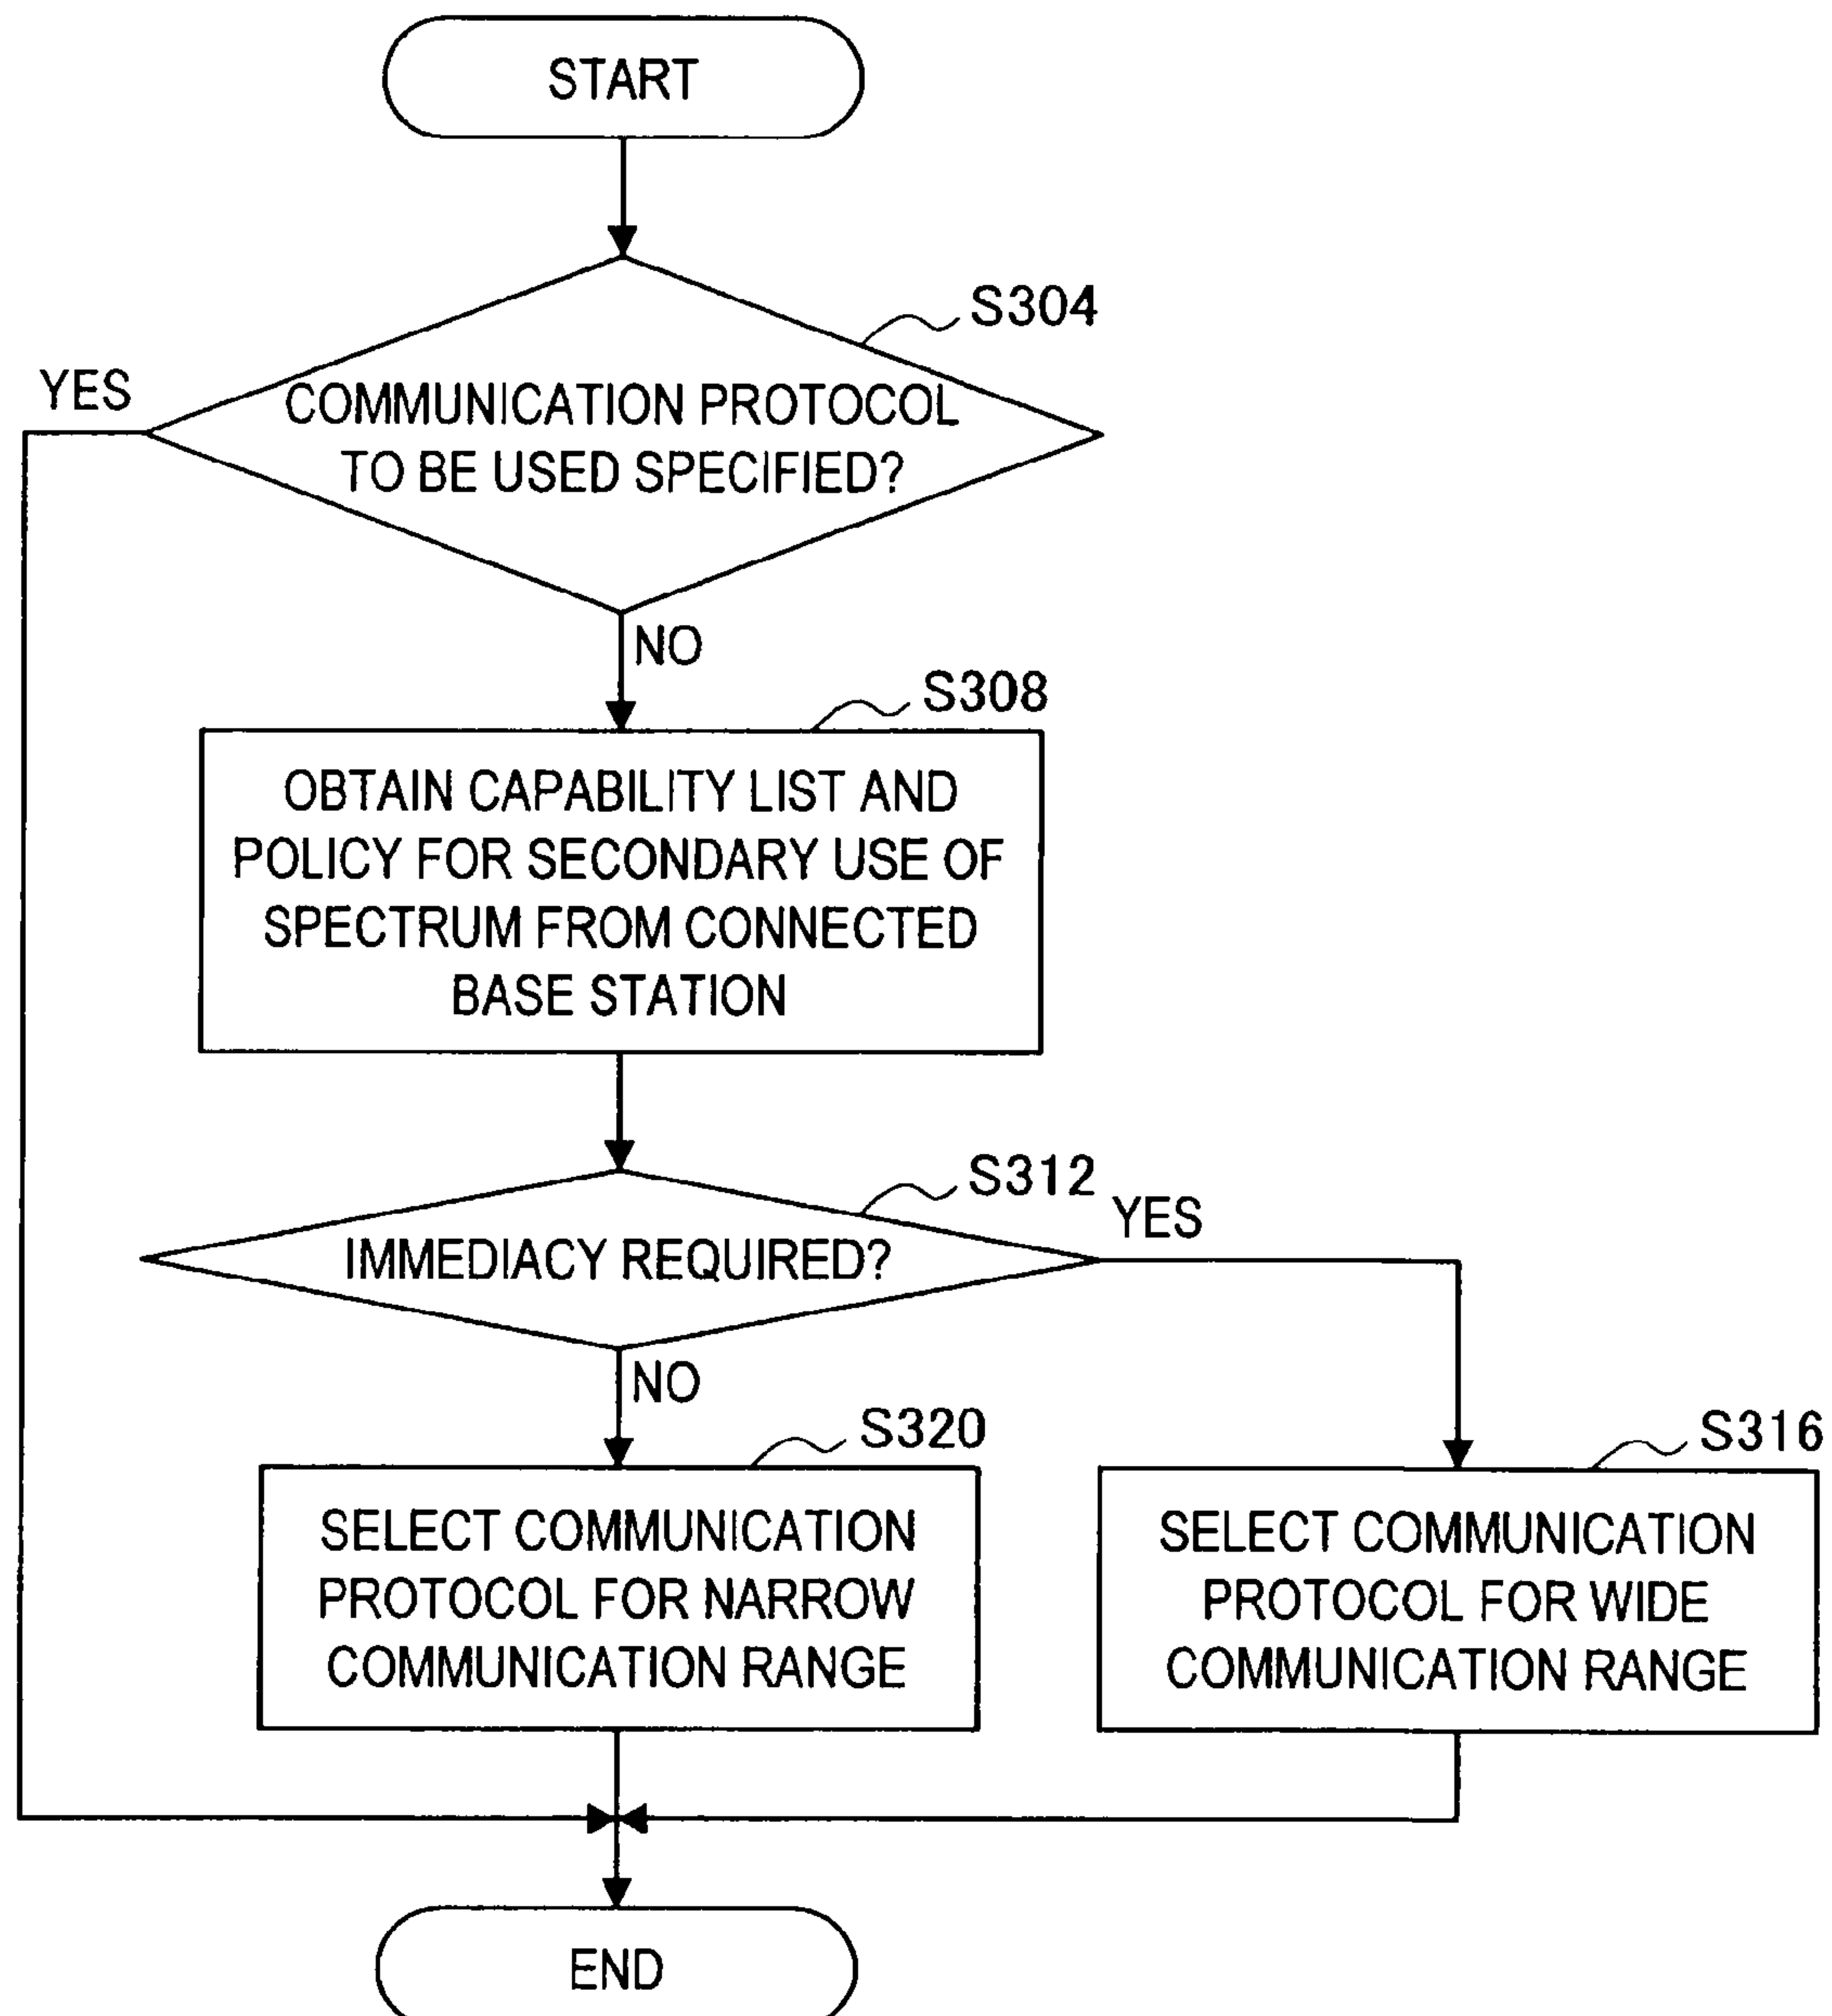 START
S304
YES
COMMUNICATION PROTOCOL
TO BE USED SPECIFIED?
NO
S308
OBTAIN CAPABILITY LIST AND
POLICY FOR SECONDARY USE OF
SPECTRUM FROM CONNECTED
BASE STATION
S312
YES
IMMEDIACY REQUIRED?
NO
S320
S316
SELECT COMMUNICATION
PROTOCOL FOR NARROW
COMMUNICATION RANGE
SELECT COMMUNICATION
PROTOCOL FOR WIDE
COMMUNICATION RANGE
END